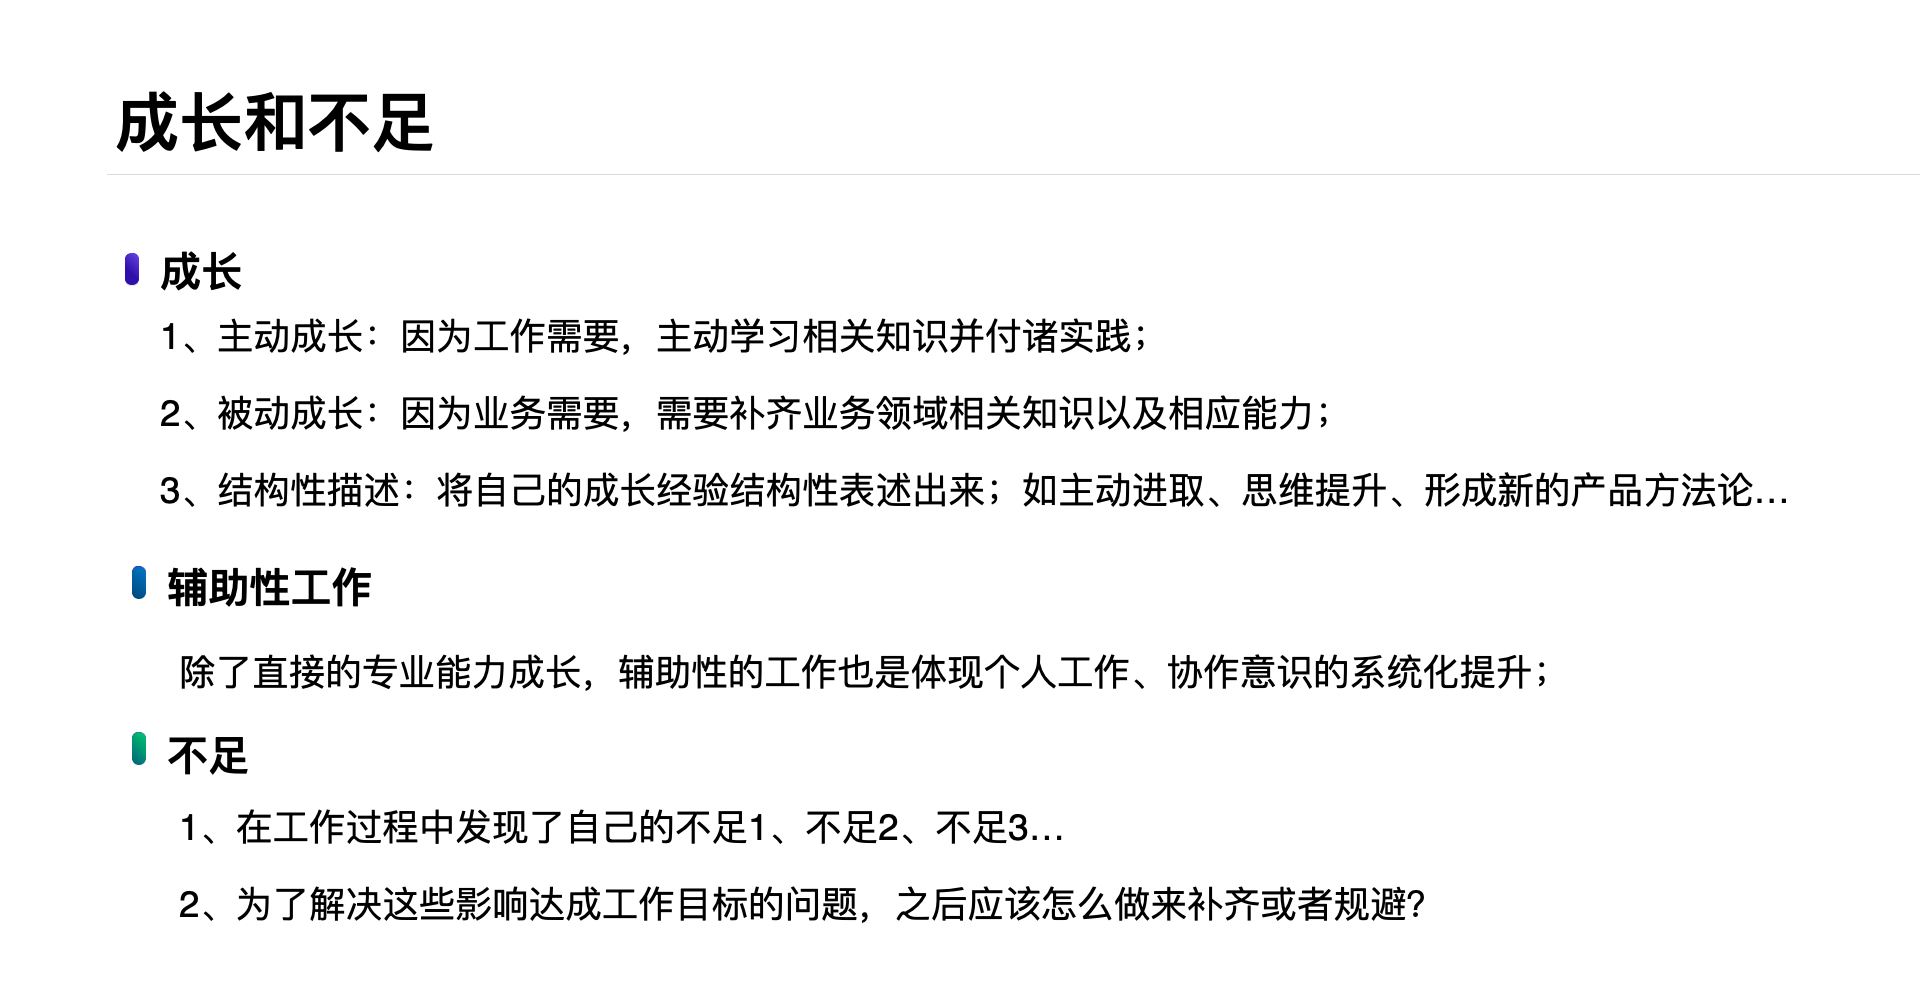 成长和不足
成长
1、主动成长：因为工作需要，主动学习相关知识并付诸实践；
2、被动成长：因为业务需要，需要补齐业务领域相关知识以及相应能力；
3、结构性描述：将自己的成长经验结构性表述出来；如主动进取、思维提升、形成新的产品方法论...
辅助性工作
除了直接的专业能力成长，辅助性的工作也是体现个人工作、协作意识的系统化提升；
不足
1、在工作过程中发现了自己的不足1、不足2、不足3...
2、为了解决这些影响达成工作目标的问题，之后应该怎么做来补齐或者规避？